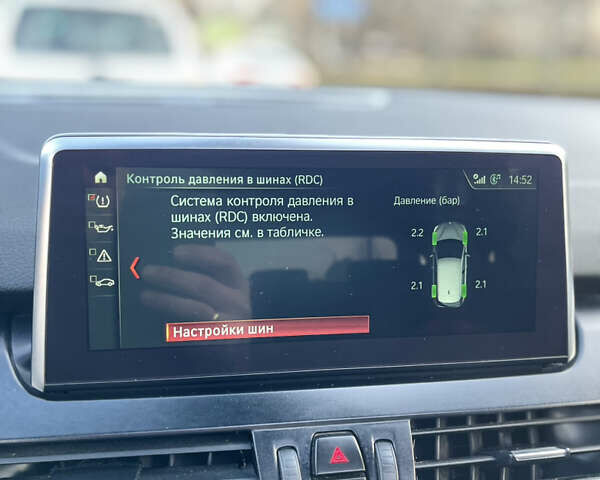 Контроль давления в шинах (RDC)
14:52
Система контроля давления в
шинах (RDC) включена.
Значения см. в табличке.
Давление (бар)
2.2 2.1
2.1 2.1
Настройки шин